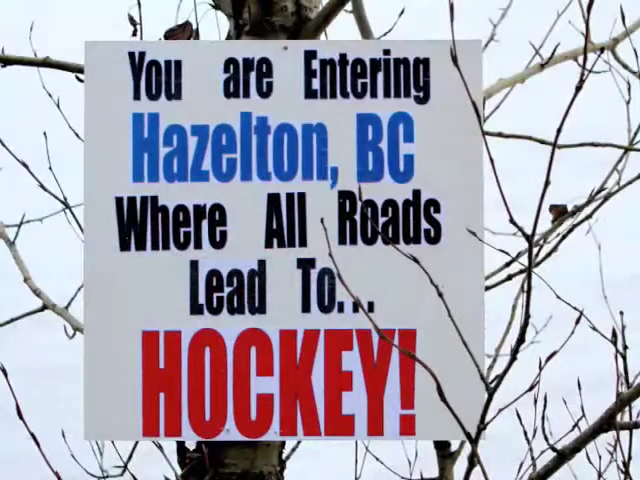 You are Entering
Hazelton, BC
Where All Roads
Lead To...
HOCKEY!